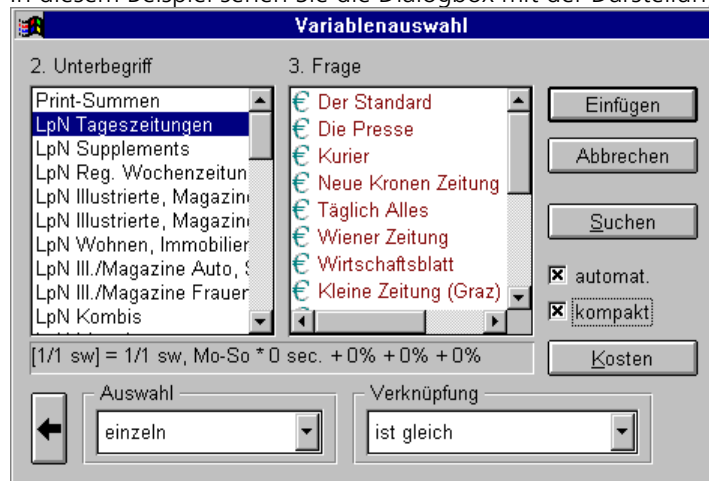 In diesem Beispiel sehen Sie die Dialogbox mit der
Variablenauswahl
2. Unterbegriff
Print-Summen
LpN Tageszeitungen
LpN Supplements
LpN Reg. Wochenzeitun
LpN Illustrierte, Magazin
LpN Illustrierte, Magazin
LpN Wohnen, Immobilier
LpN Ill./Magazine Auto,
LpN Ill./Magazine Frauer
LpN Kombis
3. Frage
€ Der Standard
€ Die Presse
€ Kurier
€ Neue Kronen Zeitung
€ Täglich Alles
€ Wiener Zeitung
€ Wirtschaftsblatt
€ Kleine Zeitung (Graz)
Einfügen
Abbrechen
Suchen
automat.
kompakt
Kosten
[1/1 sw] = 1/1 sw, Mo-So * 0 sec. + 0% + 0% + 0%
Auswahl
einzeln
Verknüpfung
ist gleich